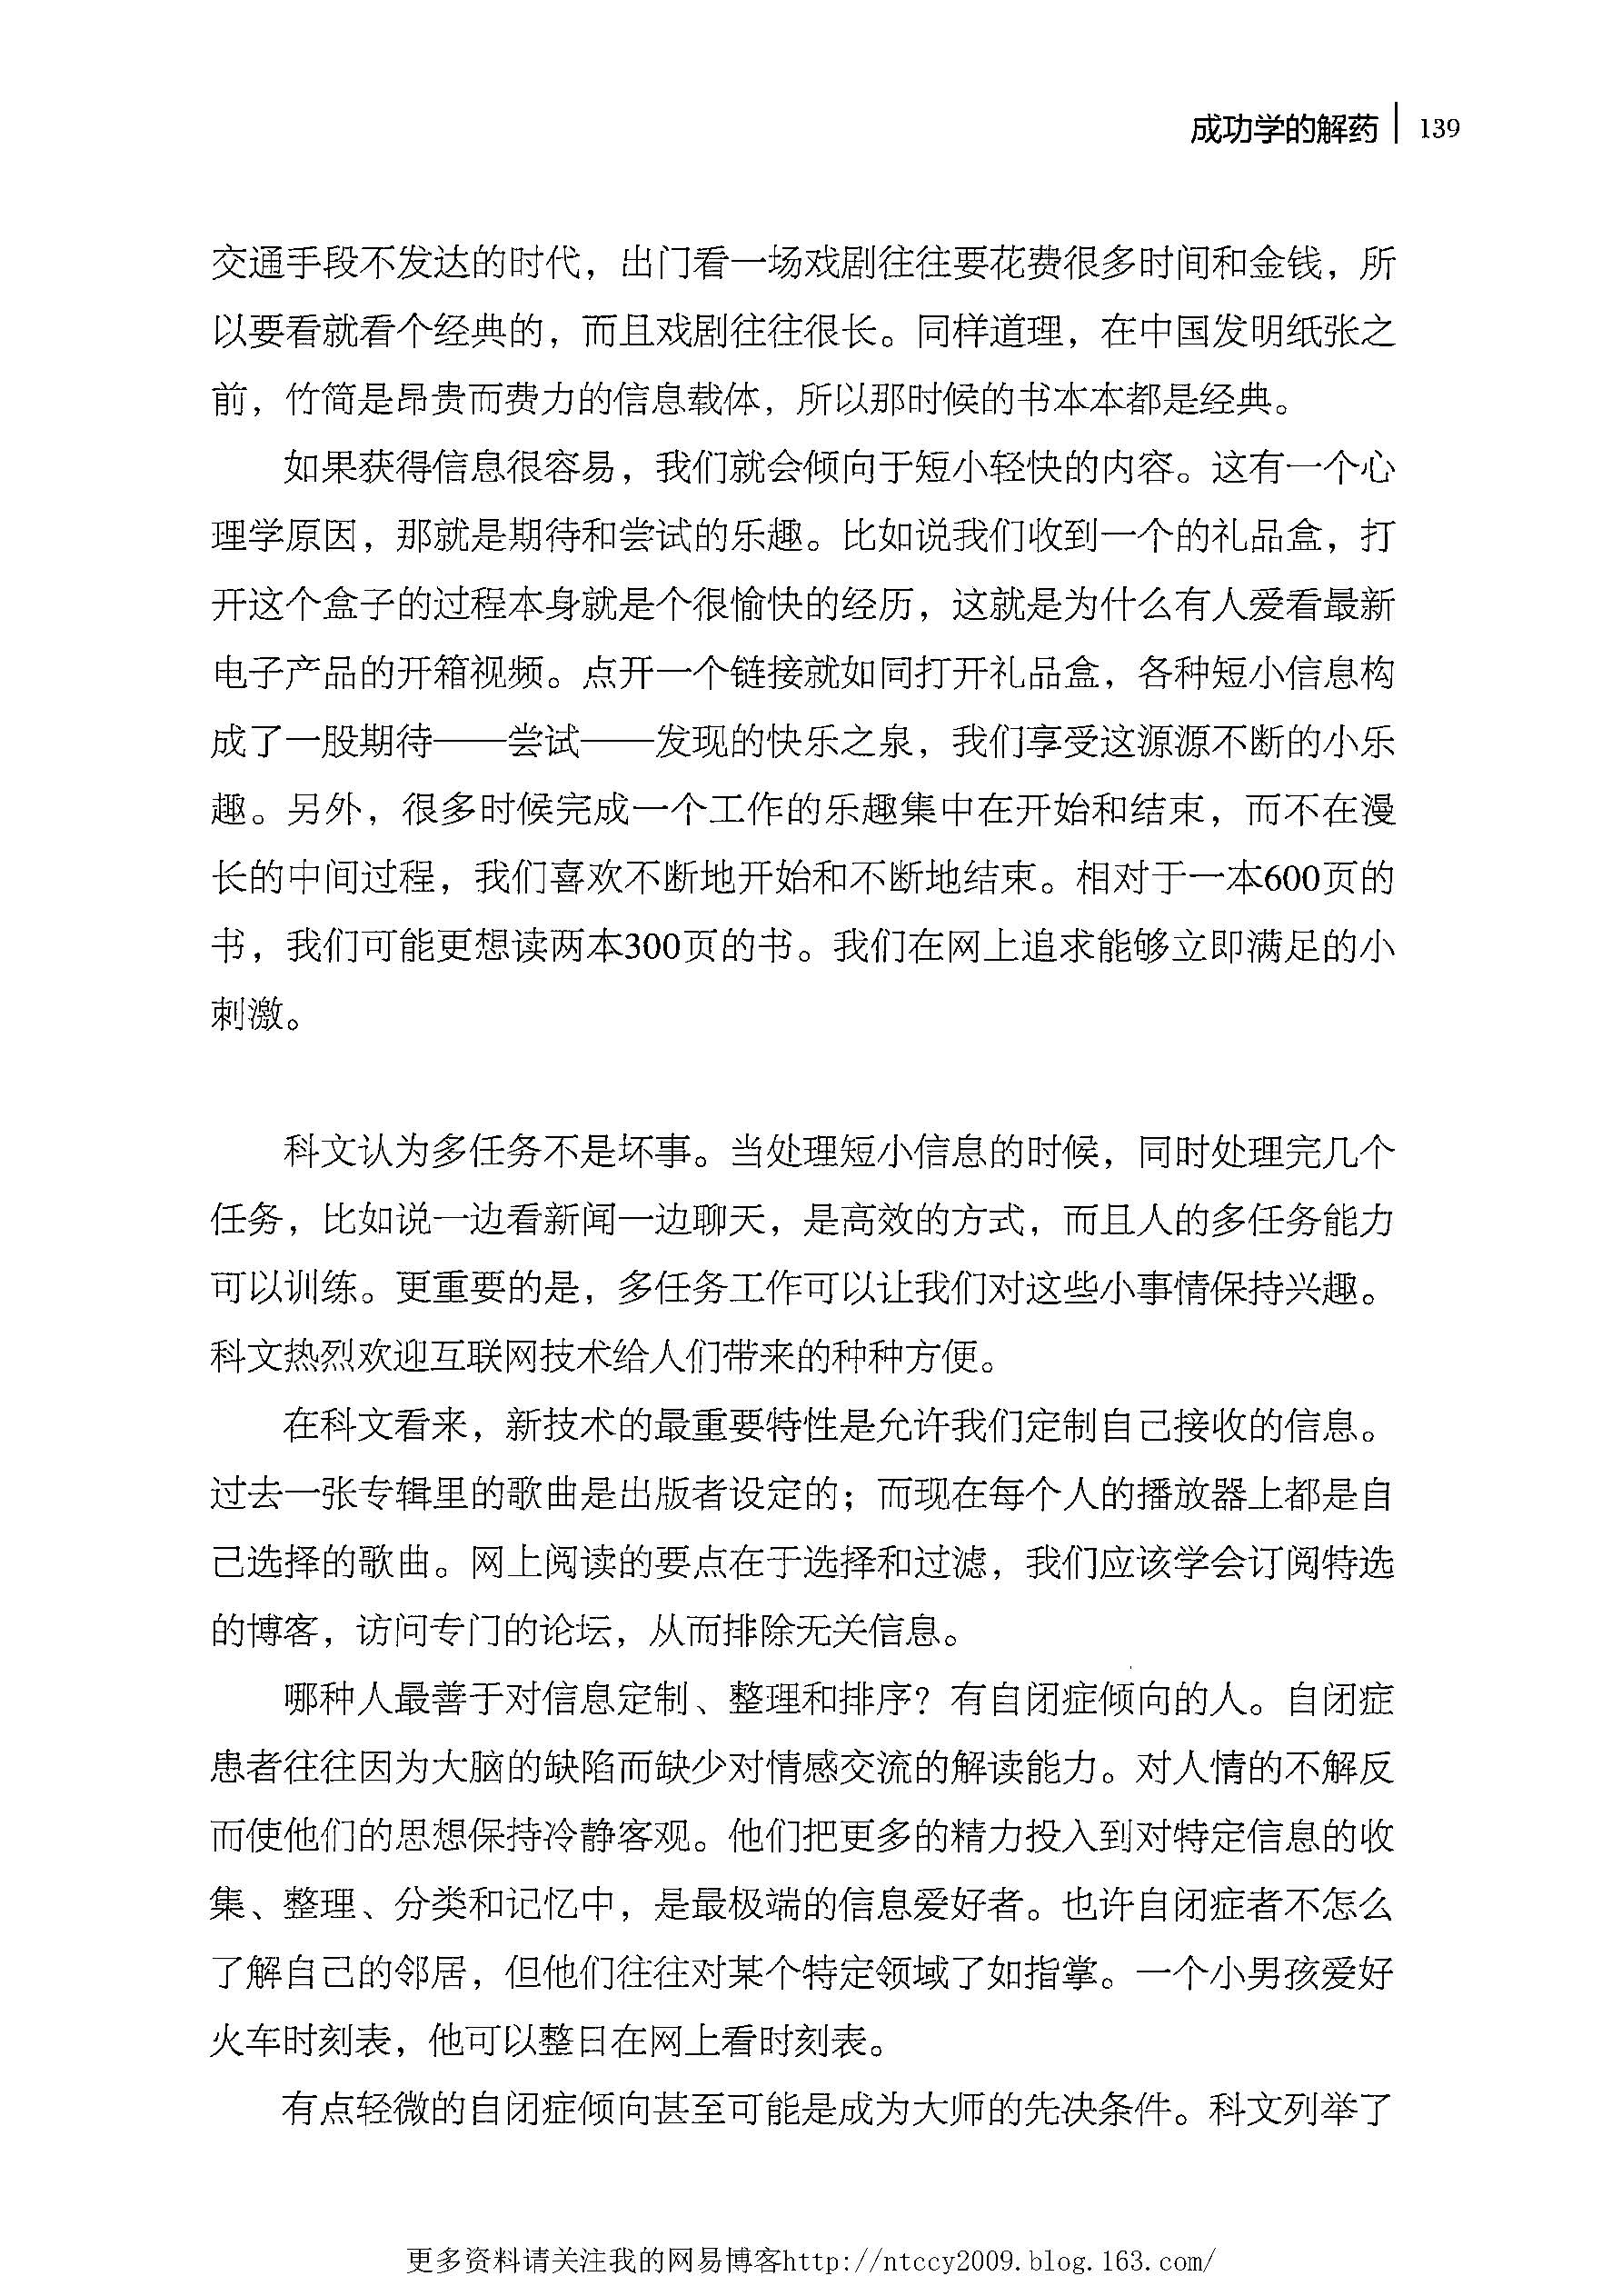 成功学的解药 139
交通手段不发达的时代，出门看一场戏剧往往要花费很多时间和金钱，所
以要看就看个经典的，而且戏剧往往很长。同样道理，在中国发明纸张之
前，竹简是昂贵而费力的信息载体，所以那时候的书本本都是经典。
如果获得信息很容易，我们就会倾向于短小轻快的内容。这有一个心
理学原因，那就是期待和尝试的乐趣。比如说我们收到一个的礼品盒，打
开这个盒子的过程本身就是个很愉快的经历，这就是为什么有人爱看最新
电子产品的开箱视频。点开一个链接就如同打开礼品盒，各种短小信息构
成了一股期待——尝试——发现的快乐之泉，我们享受这源源不断的小乐
趣。另外，很多时候完成一个工作的乐趣集中在开始和结束，而不在漫
长的中间过程，我们喜欢不断地开始和不断地结束。相对于一本600页的
书，我们可能更想读两本300页的书。我们在网上追求能够立即满足的小
刺激。
科文认为多任务不是坏事。当处理短小信息的时候，同时处理完几个
任务，比如说一边看新闻一边聊天，是高效的方式，而且人的多任务能力
可以训练。更重要的是，多任务工作可以让我们对这些小事情保持兴趣。
科文热烈欢迎互联网技术给人们带来的种种方便。
在科文看来，新技术的最重要特性是允许我们定制自己接收的信息。
过去一张专辑里的歌曲是出版者设定的；而现在每个人的播放器上都是自
己选择的歌曲。网上阅读的要点在于选择和过滤，我们应该学会订阅特选
的博客，访问专门的论坛，从而排除无关信息。
哪种人最善于对信息定制、整理和排序？有自闭症倾向的人。自闭症
患者往往因为大脑的缺陷而缺少对情感交流的解读能力。对人情的不解反
而使他们的思想保持冷静客观。他们把更多的精力投入到对特定信息的收
集、整理、分类和记忆中，是最极端的信息爱好者。也许自闭症者不怎么
了解自己的邻居，但他们往往对某个特定领域了如指掌。一个小男孩爱好
火车时刻表，他可以整日在网上看时刻表。
有点轻微的自闭症倾向甚至可能是成为大师的先决条件。科文列举了
更多资料请关注我的网易博客http://ntccy2009.blog.163.com/